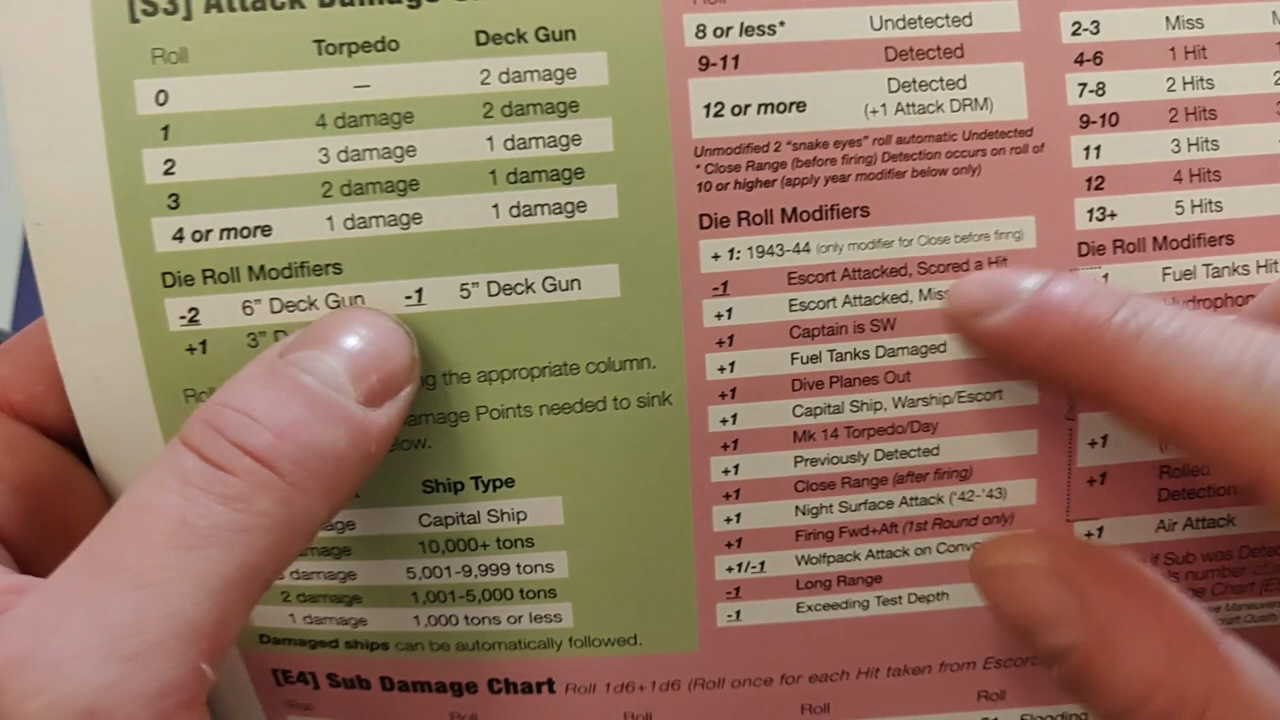 [S3] Attack Damage
Roll Torpedo Deck Gun
0 — 2 damage
1 4 damage 2 damage
2 3 damage 1 damage
3 2 damage 1 damage
4 or more 1 damage 1 damage
Die Roll Modifiers
-2 6" Deck Gun -1 5" Deck Gun
+1 3"
the appropriate column.
Damage Points needed to sink
Ship Type
Capital Ship
10,000+ tons
damage 5,001-9,999 tons
2 damage 1,001-5,000 tons
1 damage 1,000 tons or less
Damaged ships can be automatically followed.
Roll
8 or less* Undetected
9-11 Detected
12 or more Detected
(+1 Attack DRM)
Unmodified 2 "snake eyes" roll automatic Undetected
* Close Range (before firing) Detection occurs on roll of
10 or higher (apply year modifier below only)
Die Roll Modifiers
+ 1: 1943-44 (only modifier for Close before firing)
-1 Escort Attacked, Scored a Hit
+1 Escort Attacked,
+1 Captain is SW
+1 Fuel Tanks Damaged
+1 Dive Planes Out
+1 Capital Ship, Warship/Escort
+1 Mk 14 Torpedo/Day
+1 Previously Detected
+1 Close Range (after firing)
+1 Night Surface Attack ('42-'43)
+1 Firing Fwd+Aft (1st Round only)
+1/-1 Wolfpack Attack on
-1 Long Range
-1 Exceeding Test Depth
2-3 Miss
4-6 1 Hit
7-8 2 Hits
9-10 2 Hits
11 3 Hits
12 4 Hits
13+ 5 Hits
Die Roll Modifiers
Fuel Tanks Hit
+1
+1 Rolled
Detection
+1 Air Attack
if Sub was
[E4] Sub Damage Chart Roll 1d6+1d6 (Roll once for each Hit taken from Escort
Roll Roll Roll Roll
Flooding